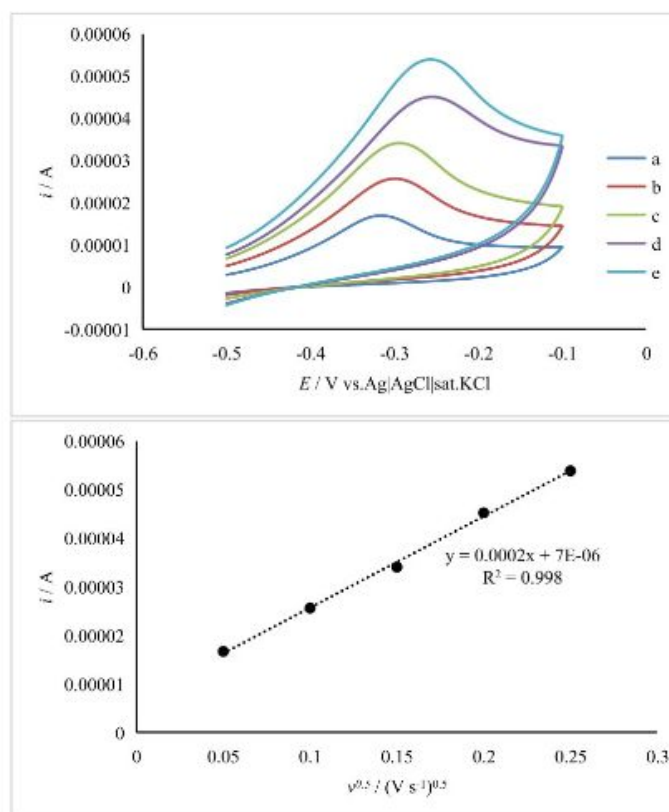 0.00006
0.00005
0.00004
0.00003
0.00002
0.00001
0
-0.00001
i / A
-0.6 -0.5 -0.4 -0.3 -0.2 -0.1 0
E / V vs.Ag|AgCl|sat.KCl
a
b
c
d
e
0.00006
0.00005
0.00004
0.00003
0.00002
0.00001
0
i / A
y = 0.0002x + 7E-06
R² = 0.998
0 0.05 0.1 0.15 0.2 0.25 0.3
v⁰·⁵ / (V s⁻¹)⁰·⁵